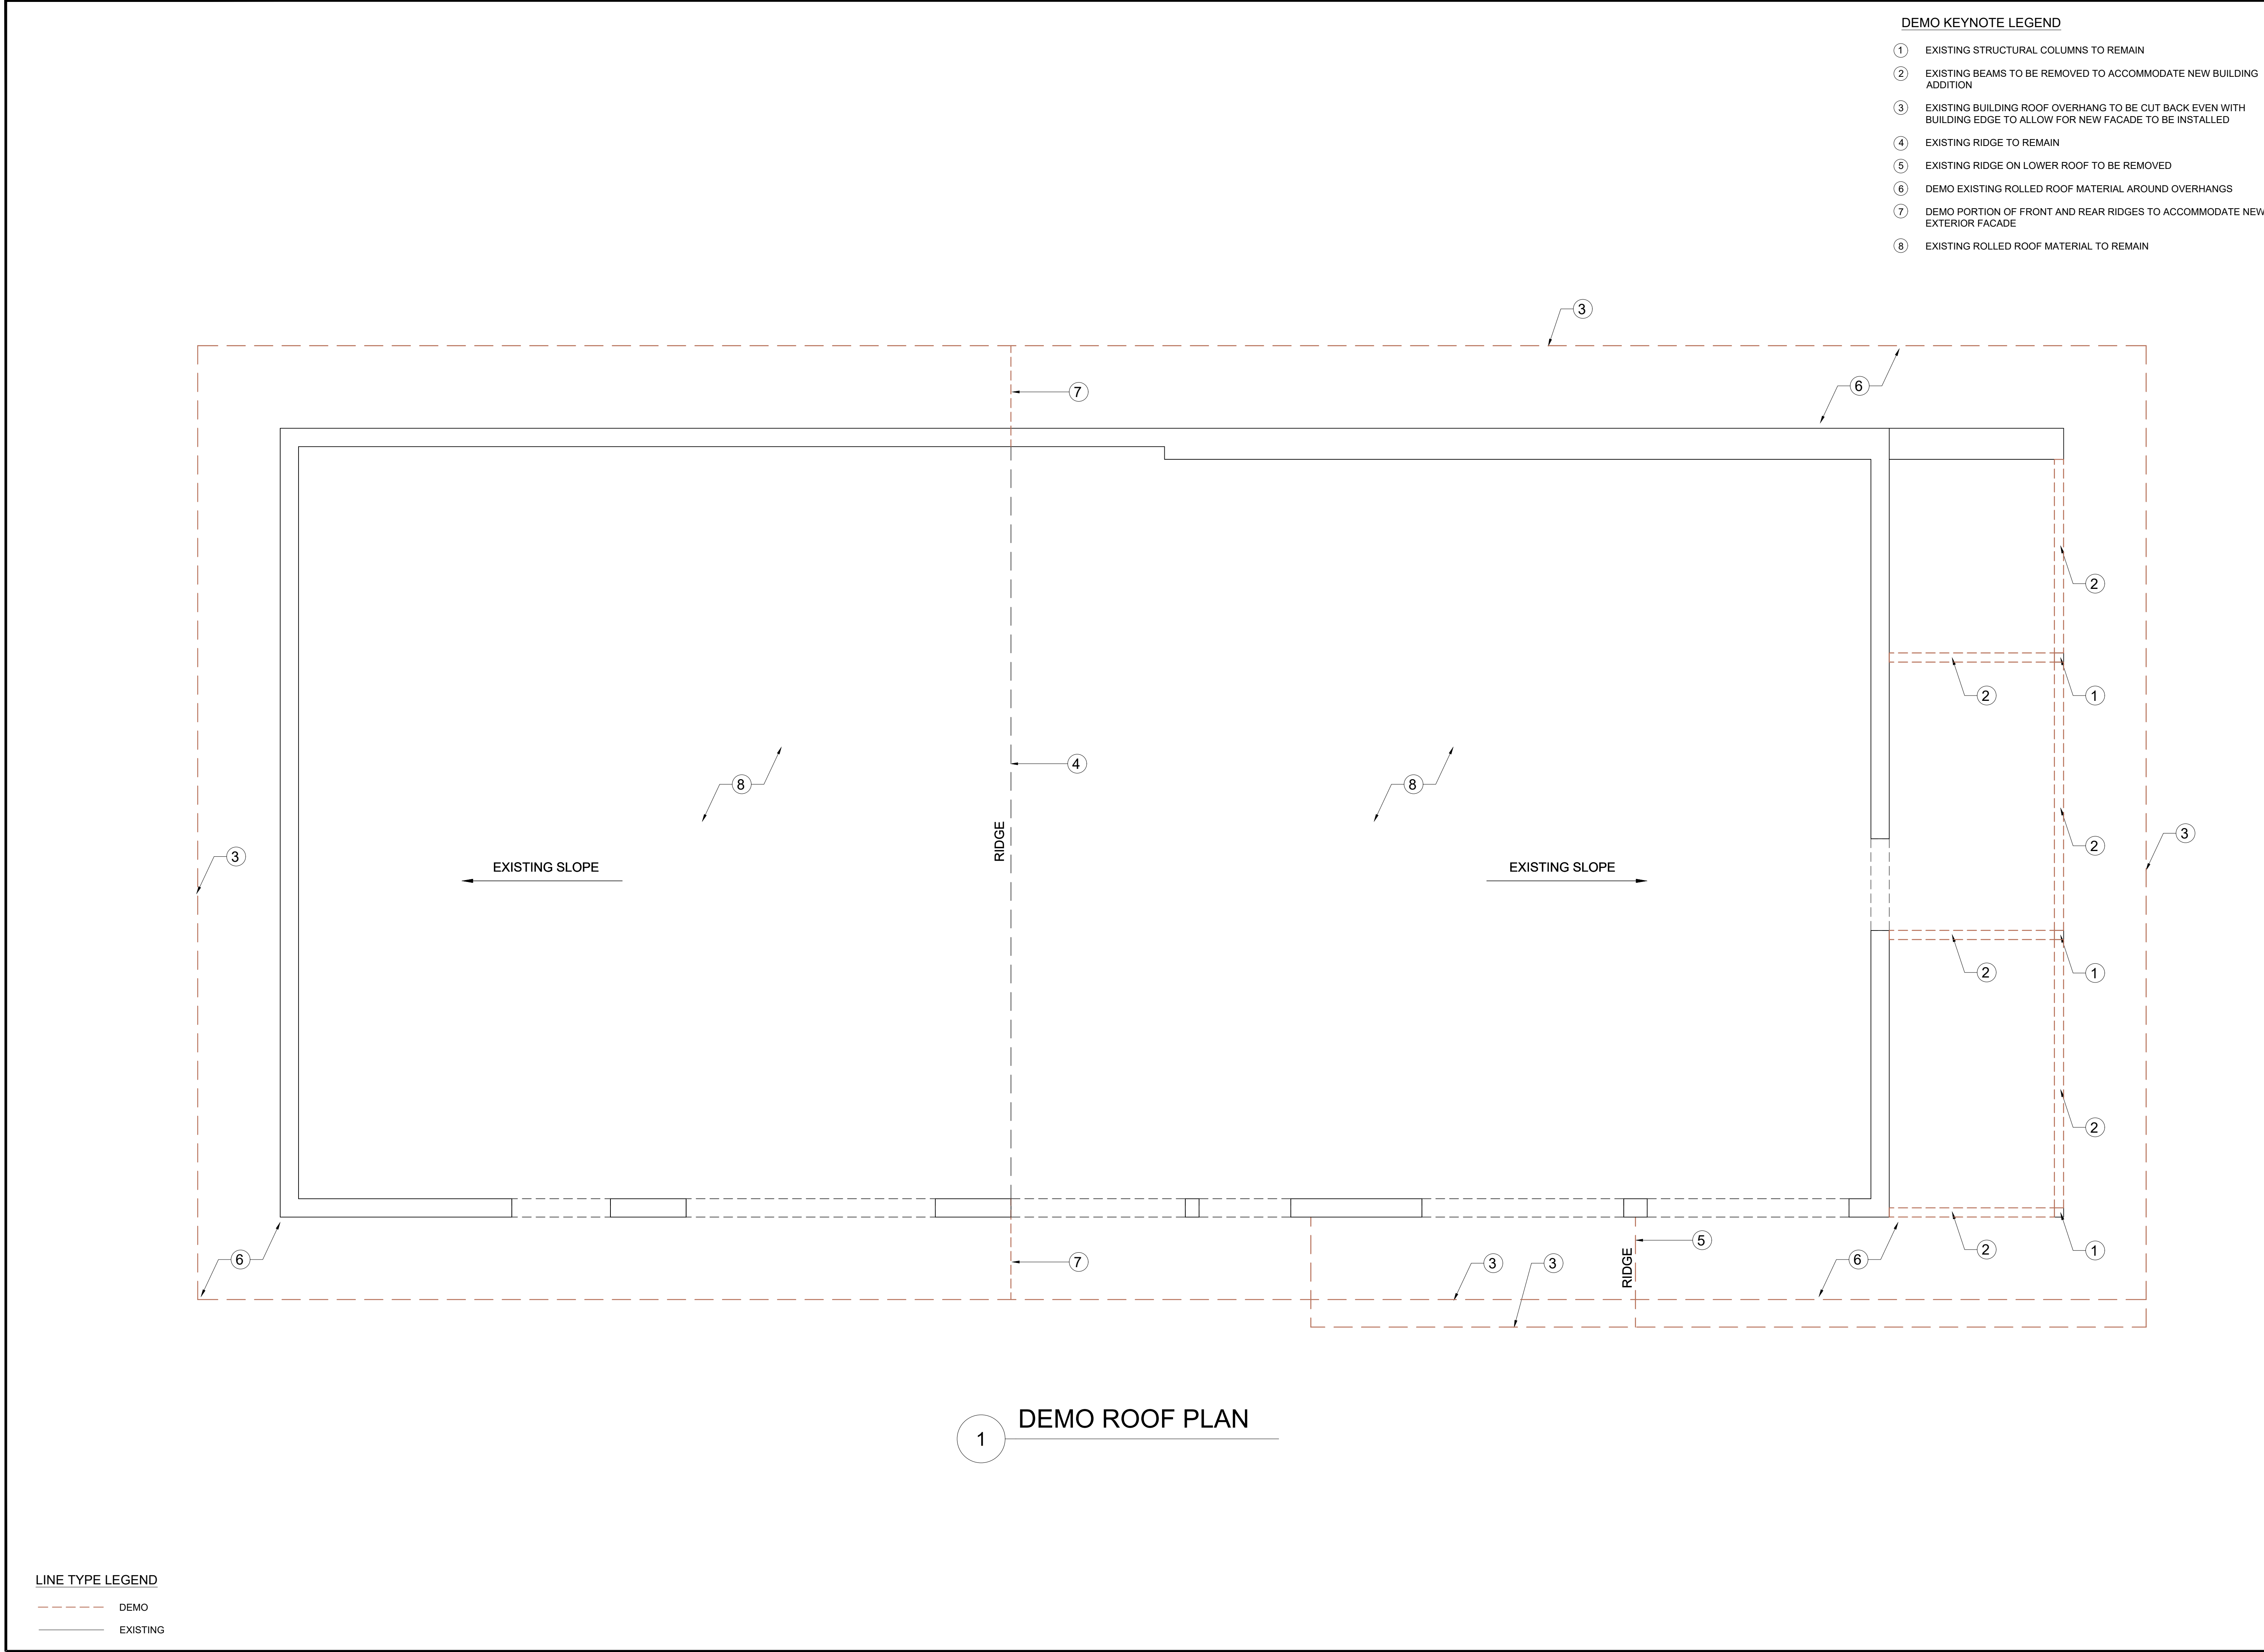 DEMO KEYNOTE LEGEND
1 EXISTING STRUCTURAL COLUMNS TO REMAIN
2 EXISTING BEAMS TO BE REMOVED TO ACCOMMODATE NEW BUILDING
ADDITION
3 EXISTING BUILDING ROOF OVERHANG TO BE CUT BACK EVEN WITH
BUILDING EDGE TO ALLOW FOR NEW FACADE TO BE INSTALLED
4 EXISTING RIDGE TO REMAIN
5 EXISTING RIDGE ON LOWER ROOF TO BE REMOVED
6 DEMO EXISTING ROLLED ROOF MATERIAL AROUND OVERHANGS
7 DEMO PORTION OF FRONT AND REAR RIDGES TO ACCOMMODATE NEW
EXTERIOR FACADE
8 EXISTING ROLLED ROOF MATERIAL TO REMAIN
3
7
6
2
2
1
4
8
8
RIDGE
2
3
3
EXISTING SLOPE
EXISTING SLOPE
2
1
2
5
2
1
6
7
3
3
RIDGE
6
DEMO ROOF PLAN
1
LINE TYPE LEGEND
DEMO
EXISTING